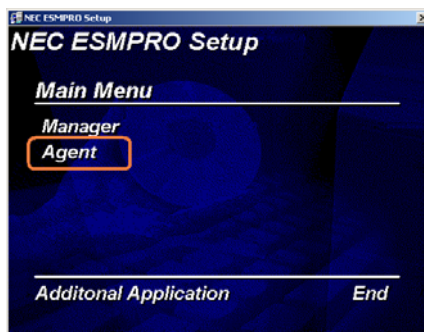 NEC ESMPRO Setup
NEC ESMPRO Setup
Main Menu
Manager
Agent
Additonal Application End